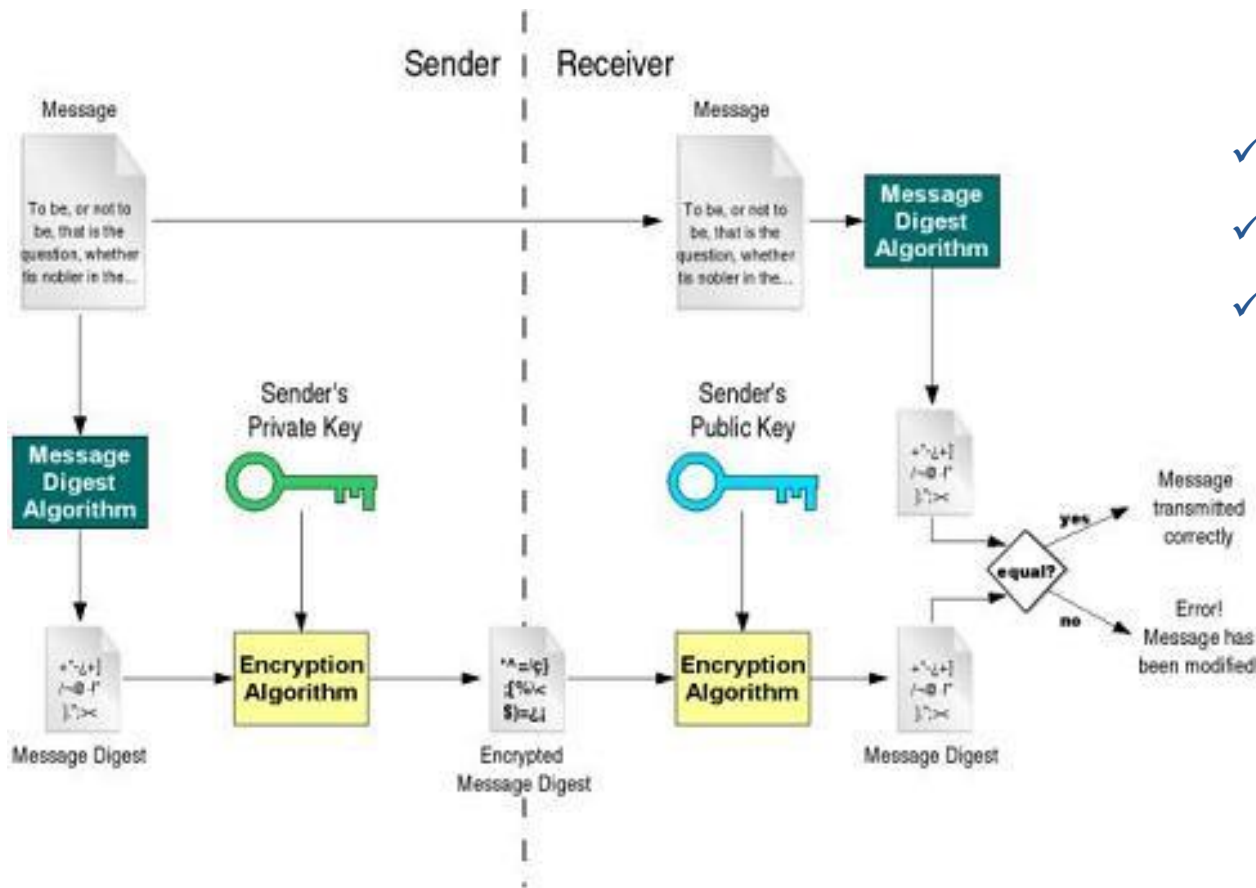 Sender
Receiver
Message
To be, or not to
be, that is the
question, whether
tis nobler in the...
Message
To be, or not to
be, that is the
question, whether
tis nobler in the...
Message
Digest
Algorithm
Sender's
Private Key
Sender's
Public Key
Message
Digest
Algorithm
Message
transmitted
correctly
yes
equal?
no
Error!
Message has
been modified
Encryption
Algorithm
Encryption
Algorithm
Message Digest
Encrypted
Message Digest
Message Digest